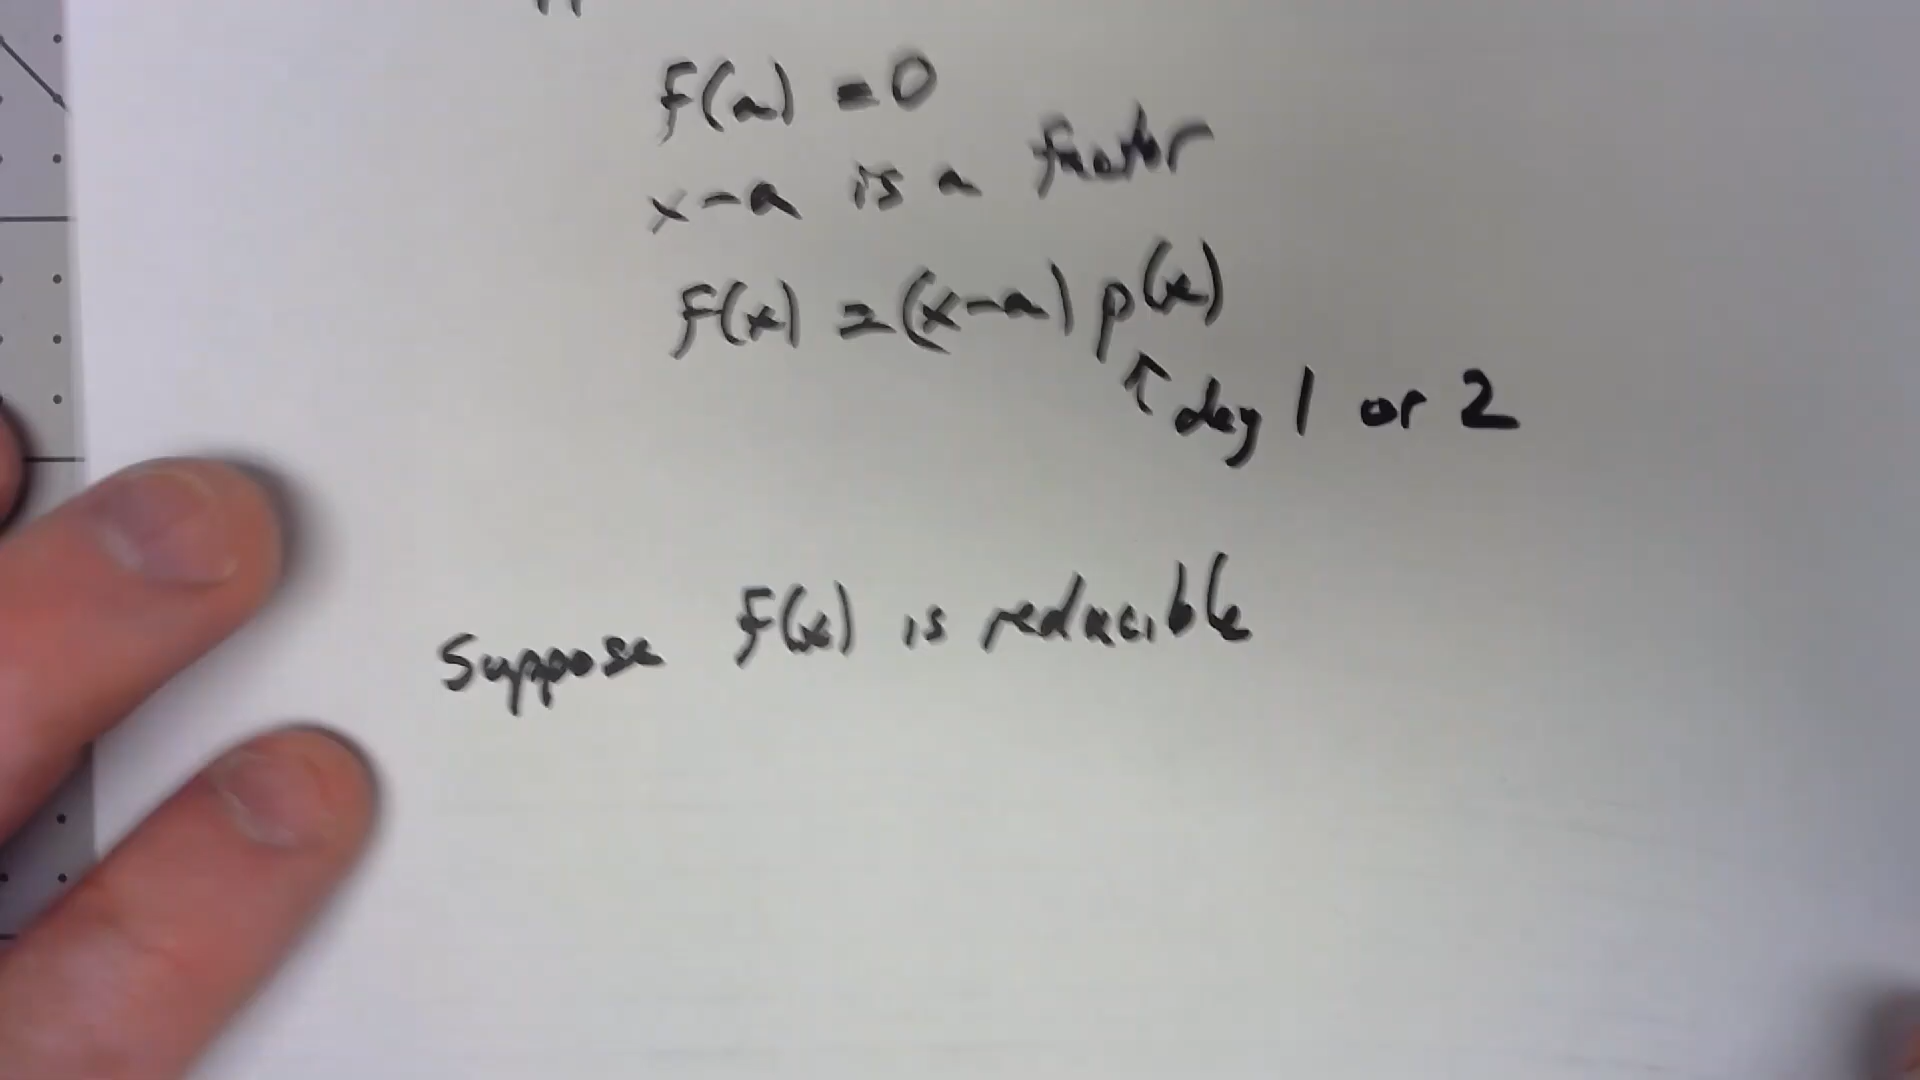 f(a) = 0
x-a is a factor
f(x) = (x-a) p(x)
↑ deg 1 or 2
Suppose f(x) is reducible